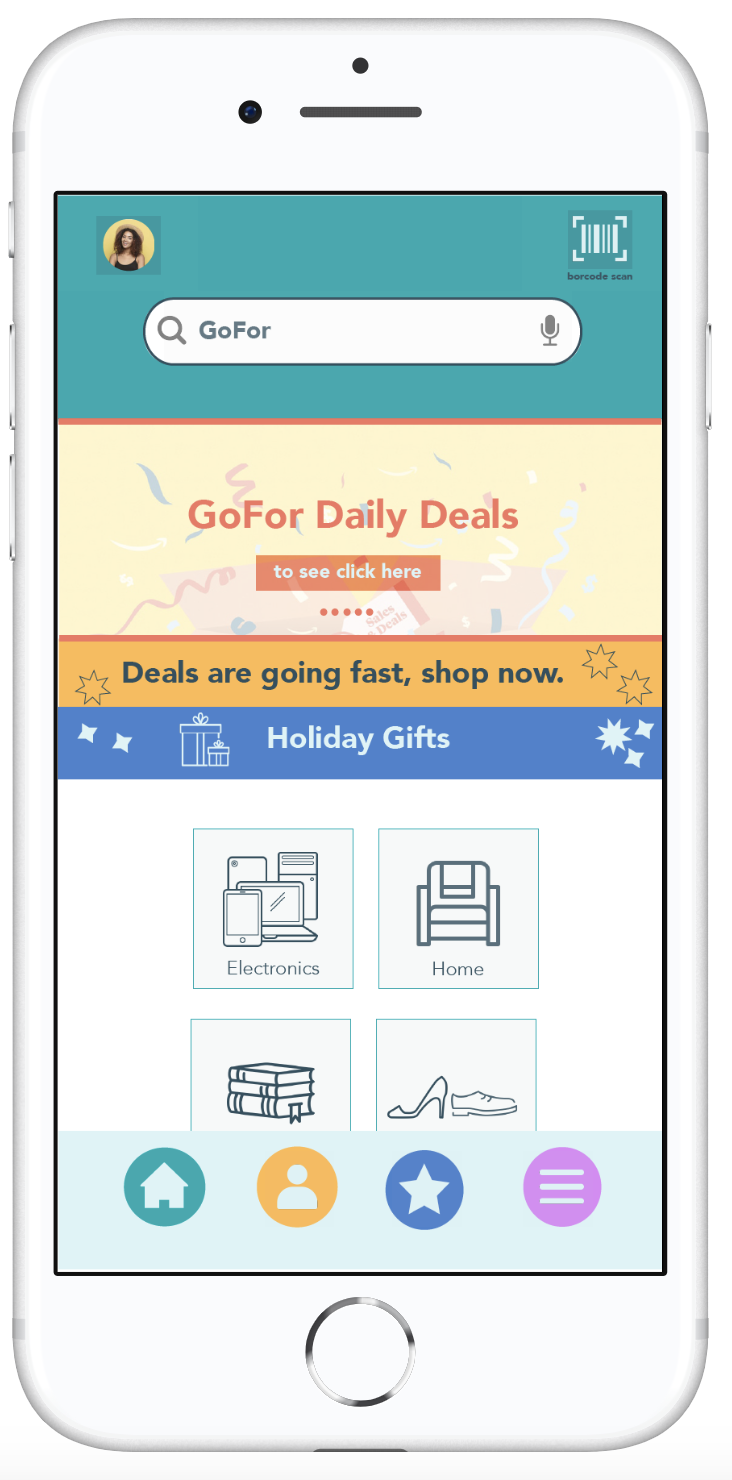 borcode scan
GoFor
GoFor Daily Deals
to see click here
Sales
& Deals
Deals are going fast, shop now.
Holiday Gifts
Electronics
Home